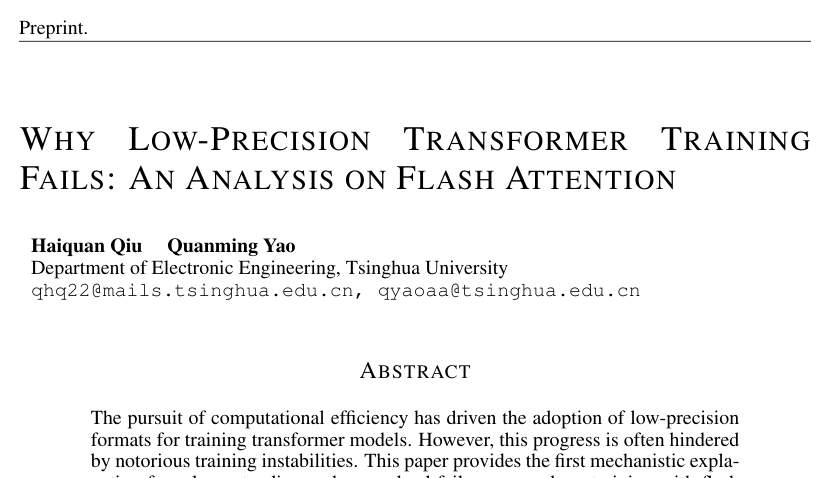 Preprint.
WHY LOW-PRECISION TRANSFORMER TRAINING
FAILS: AN ANALYSIS ON FLASH ATTENTION
Haiquan Qiu Quanming Yao
Department of Electronic Engineering, Tsinghua University
qhq22@mails.tsinghua.edu.cn, qyaoaa@tsinghua.edu.cn
ABSTRACT
The pursuit of computational efficiency has driven the adoption of low-precision
formats for training transformer models. However, this progress is often hindered
by notorious training instabilities. This paper provides the first mechanistic expla-